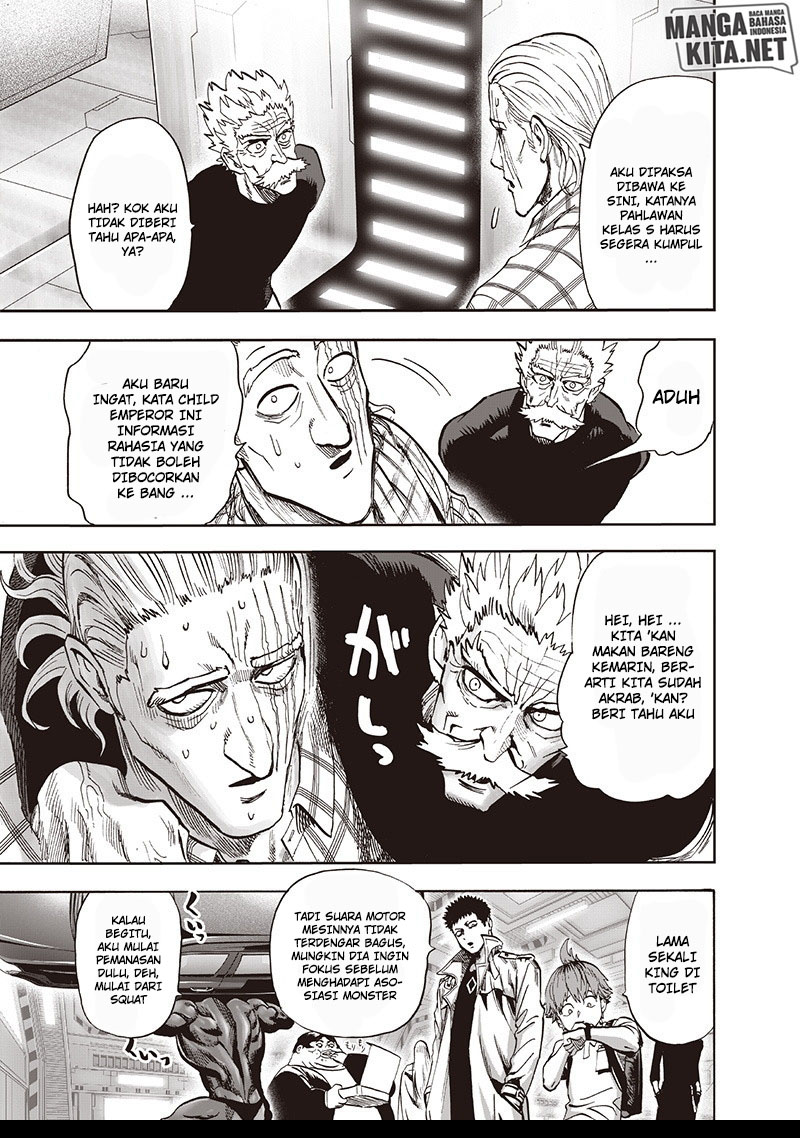 MANGA
KITA.NET
BACA MANGA
BAHASA
INDONESIA
AKU DIPAKSA
DIBAWA KE
SINI, KATANYA
PAHLAWAN
KELAS S HARUS
SEGERA KUMPUL
...
HAH? KOK AKU
TIDAK DIBERI
TAHU APA-APA,
YA?
ADUH
AKU BARU
INGAT, KATA CHILD
EMPEROR INI
INFORMASI
RAHASIA YANG
TIDAK BOLEH
DIBOCORKAN
KE BANG ...
HEI, HEI ...
KITA 'KAN
MAKAN BARENG
KEMARIN, BER-
ARTI KITA SUDAH
AKRAB, 'KAN?
BERI TAHU AKU
がしっ
LAMA
SEKALI
KING DI
TOILET
TADI SUARA MOTOR
MESINNYA TIDAK
TERDENGAR BAGUS,
MUNGKIN DIA INGIN
FOKUS SEBELUM
MENGHADAPI ASO-
SIASI MONSTER
KALAU
BEGITU,
AKU MULAI
PEMANASAN
DULU, DEH,
MULAI DARI
SQUAT